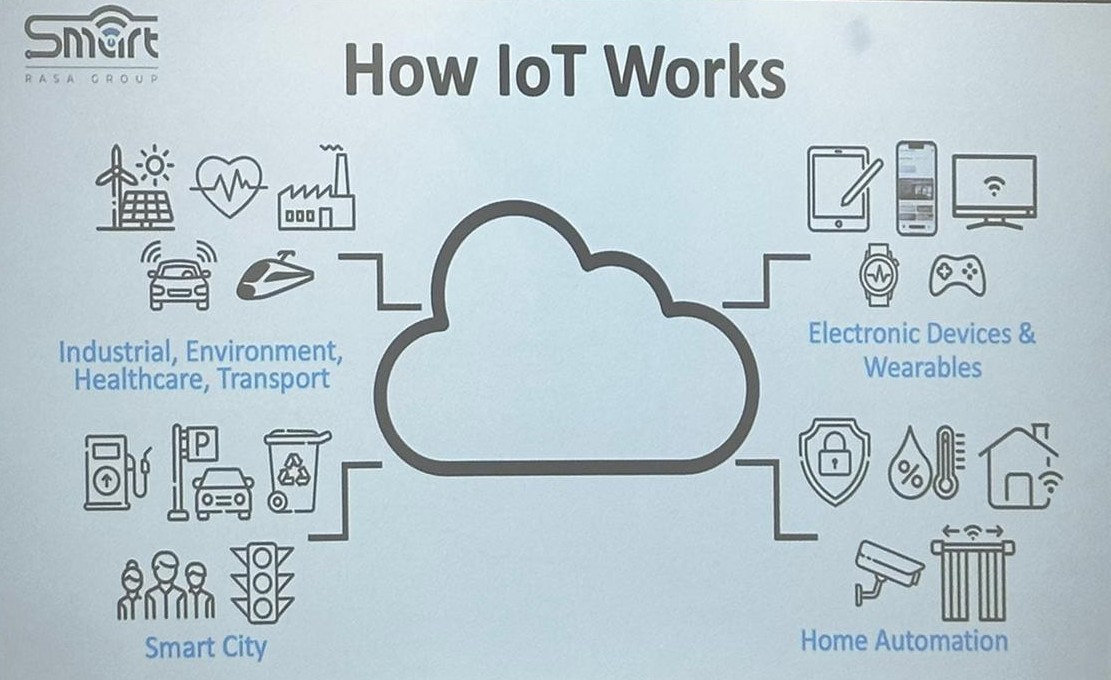 Smart
RASA GROUP
How IoT Works
Industrial, Environment,
Healthcare, Transport
Electronic Devices &
Wearables
P
%
Smart City
Home Automation